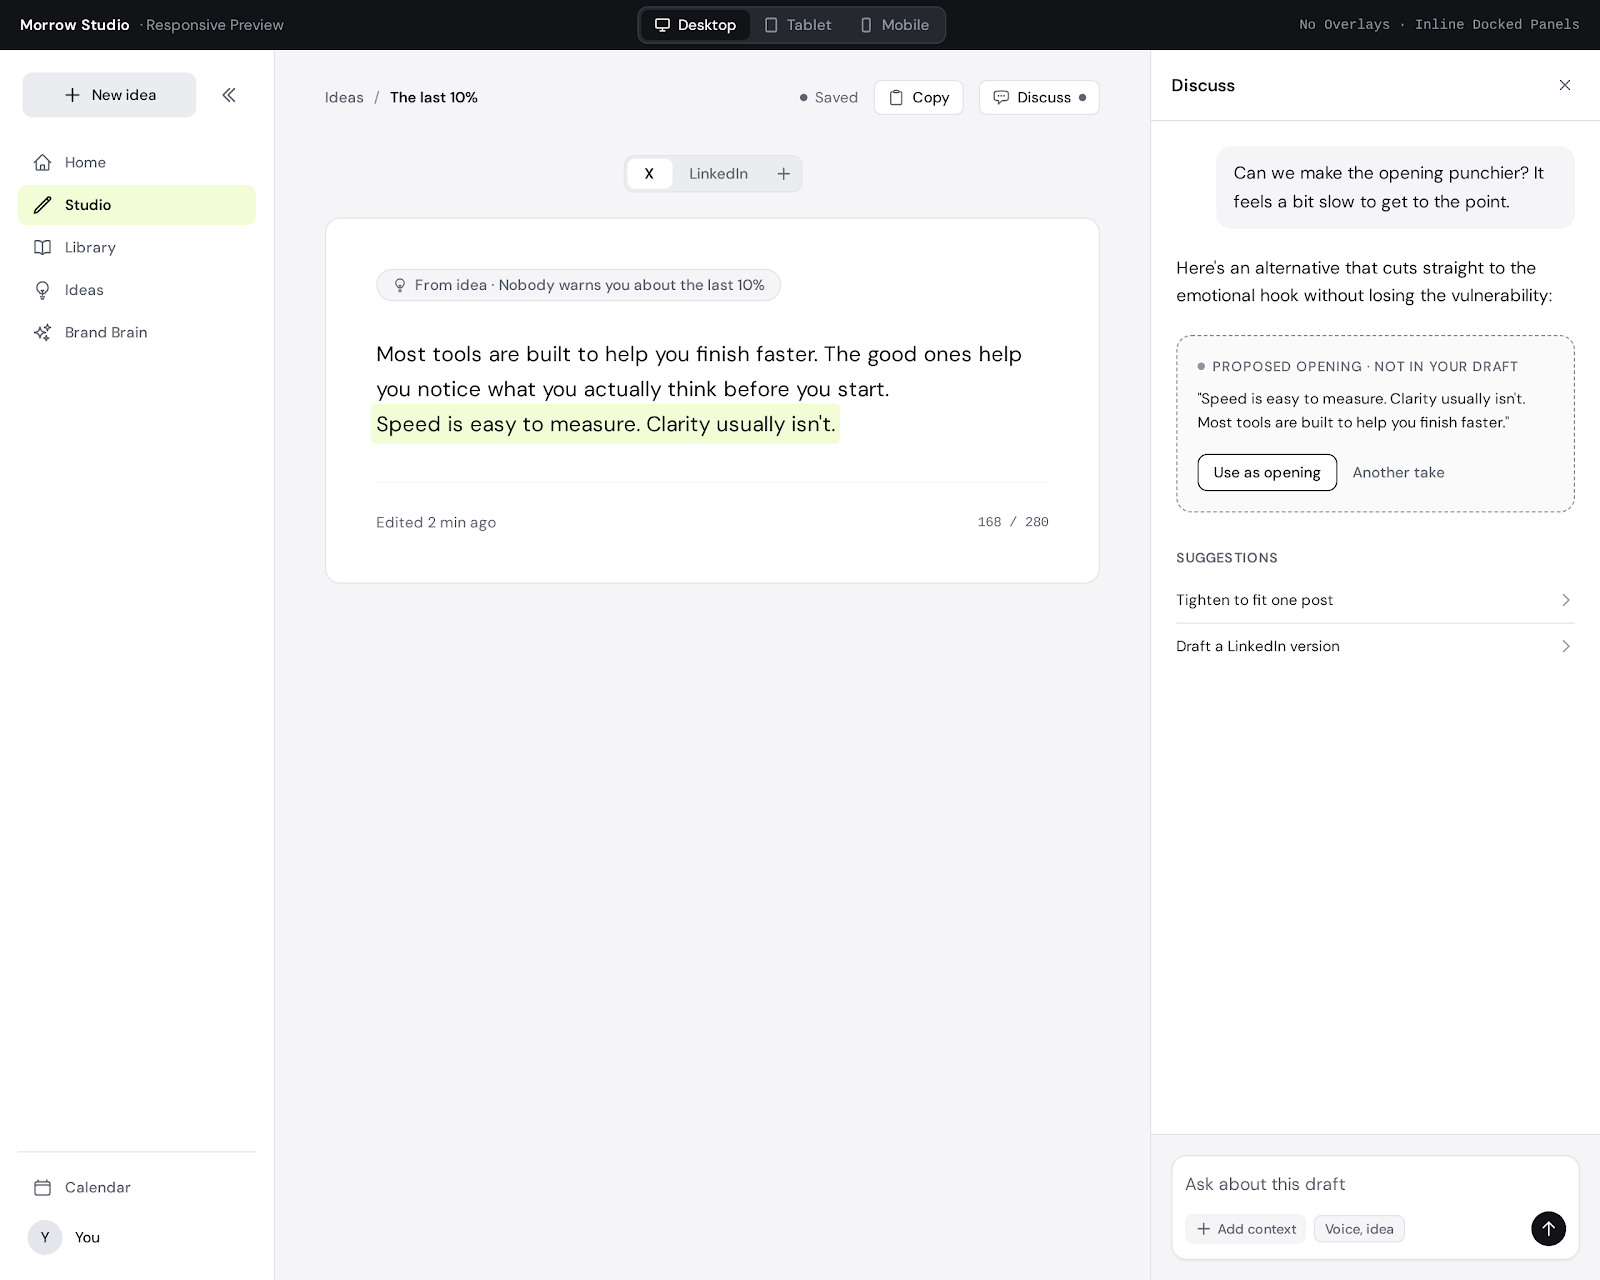 Morrow Studio · Responsive Preview
Desktop
Tablet
Mobile
No Overlays · Inline Docked Panels
New idea
Home
Studio
Library
Ideas
Brand Brain
Calendar
Y
You
Ideas / The last 10%
Saved
Copy
Discuss
X
LinkedIn
From idea · Nobody warns you about the last 10%
Most tools are built to help you finish faster. The good ones help
you notice what you actually think before you start.
Speed is easy to measure. Clarity usually isn't.
Edited 2 min ago
168 / 280
Discuss
Can we make the opening punchier? It
feels a bit slow to get to the point.
Here's an alternative that cuts straight to the
emotional hook without losing the vulnerability:
PROPOSED OPENING · NOT IN YOUR DRAFT
"Speed is easy to measure. Clarity usually isn't.
Most tools are built to help you finish faster."
Use as opening
Another take
SUGGESTIONS
Tighten to fit one post
Draft a LinkedIn version
Ask about this draft
Add context
Voice, idea